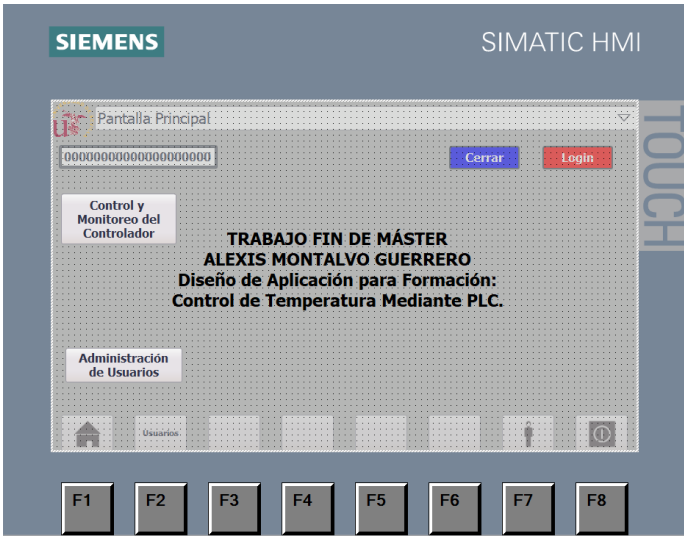 SIEMENS
SIMATIC HMI
Pantalla Principal
TOUCH
00000000000000000000
Cerrar
Login
Control y
Monitoreo del
Controlador
TRABAJO FIN DE MÁSTER
ALEXIS MONTALVO GUERRERO
Diseño de Aplicación para Formación:
Control de Temperatura Mediante PLC.
Administración
de Usuarios
Usuarios
F1
F2
F3
F4
F5
F6
F7
F8